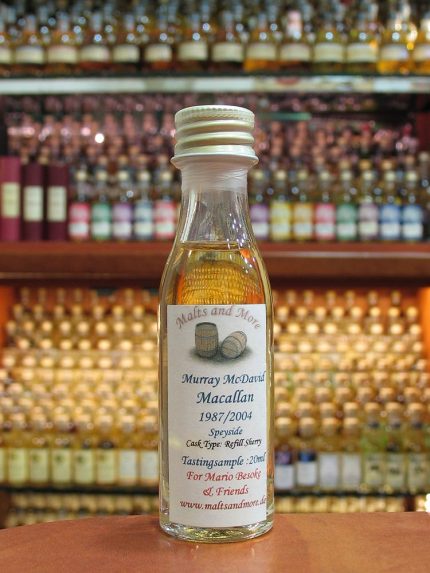 Malts and More
Murray McDavid
Macallan
1987/2004
Speyside
Cask Type: Refill Sherry
Tastingsample :20ml
For Mario Besoke
& Friends
www.maltsandmore.de